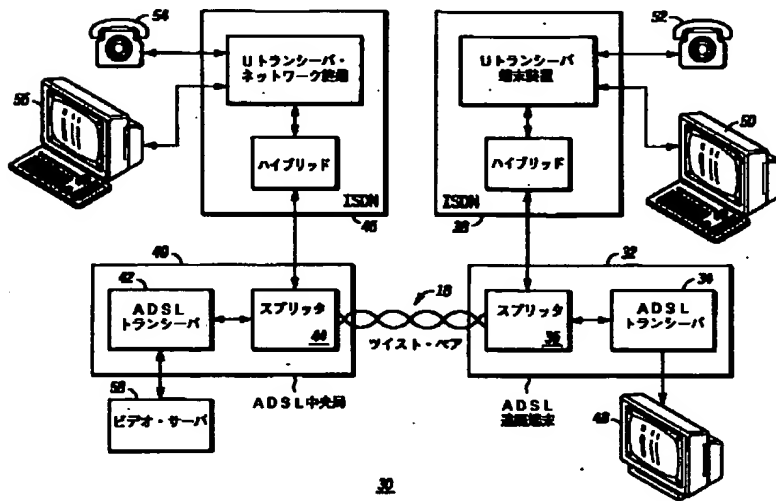 54
52
56
50
Uトランシーバ・
ネットワーク終端
Uトランシーバ
端末装置
ハイブリッド
ハイブリッド
ISDN
46
ISDN
38
40
32
42
34
ADSL
トランシーバ
スプリッタ
44
18
ツイスト・ペア
スプリッタ
36
ADSL
トランシーバ
58
ビデオ・サーバ
ADSL中央局
ADSL
遠隔端末
48
30